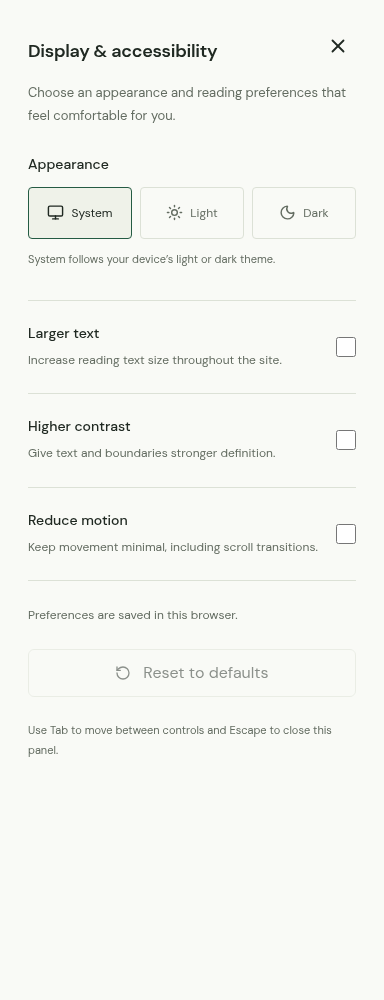 Display & accessibility
Choose an appearance and reading preferences that
feel comfortable for you.
Appearance
System
Light
Dark
System follows your device’s light or dark theme.
Larger text
Increase reading text size throughout the site.
Higher contrast
Give text and boundaries stronger definition.
Reduce motion
Keep movement minimal, including scroll transitions.
Preferences are saved in this browser.
Reset to defaults
Use Tab to move between controls and Escape to close this
panel.